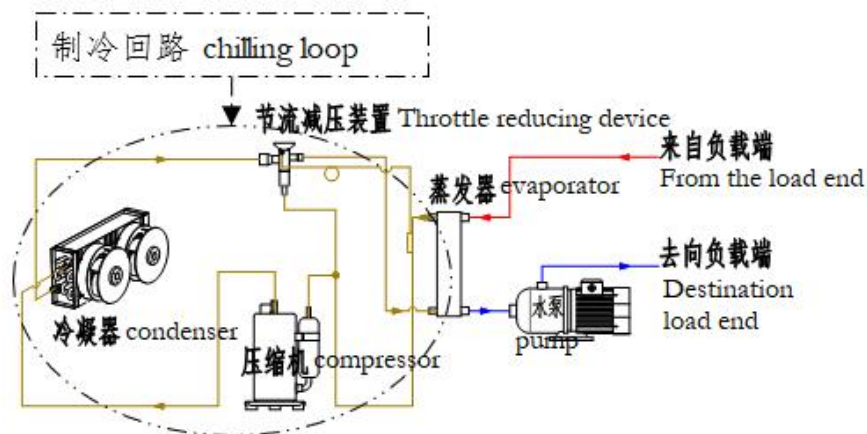 制冷回路 chilling loop
节流减压装置 Throttle reducing device
来自负载端
From the load end
蒸发器 evaporator
去向负载端
Destination
load end
水泵
pump
冷凝器 condenser
压缩机 compressor